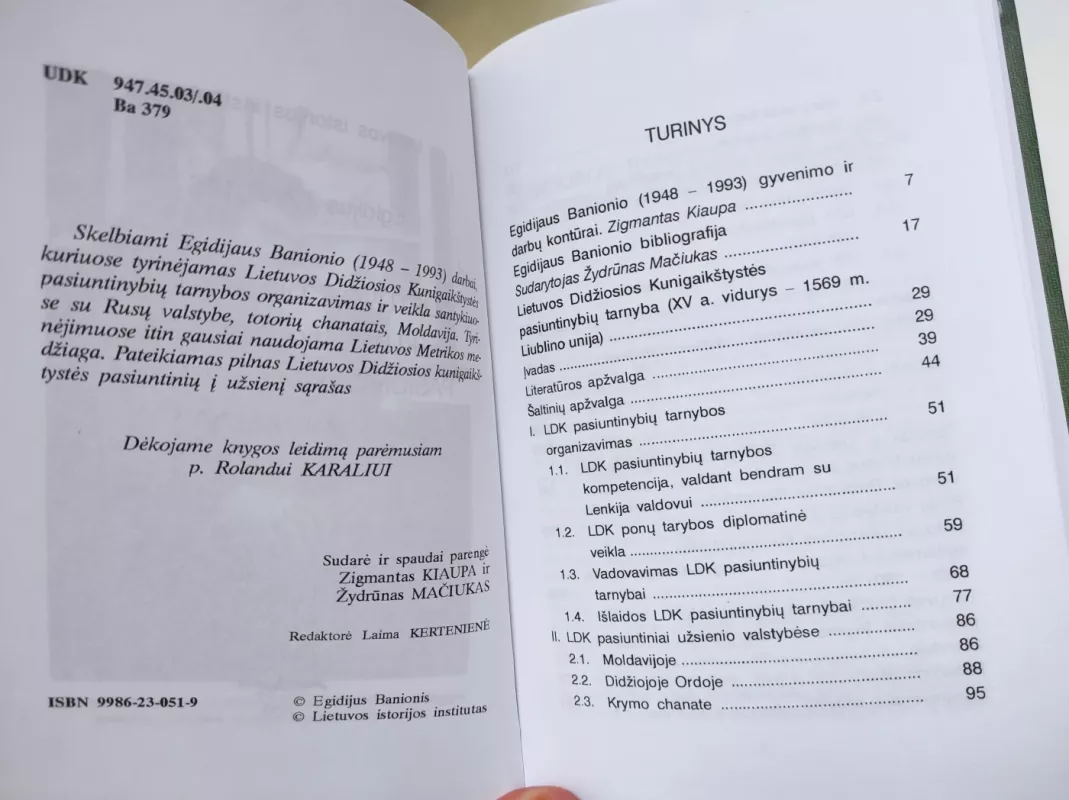 UDK 947.45.03/.04
Ba 379
Skelbiami Egidijaus Banionio (1948 – 1993) darbai,
kuriuose tyrinėjamas Lietuvos Didžiosios Kunigaikštystės
pasiuntinybių tarnybos organizavimas ir veikla santykiuo-
se su Rusų valstybe, totorių chanatais, Moldavija. Tyri-
nėjimuose itin gausiai naudojama Lietuvos Metrikos me-
džiaga. Pateikiamas pilnas Lietuvos Didžiosios kunigaikš-
tystės pasiuntinių į užsienį sąrašas
Dėkojame knygos leidimą parėmusiam
p. Rolandui KARALIUI
Sudarė ir spaudai parengė
Zigmantas KIAUPA ir
Žydrūnas MAČIUKAS
Redaktorė Laima KERTENIENĖ
ISBN 9986-23-051-9
© Egidijus Banionis
© Lietuvos istorijos institutas
TURINYS
Egidijaus Banionio (1948 – 1993) gyvenimo ir
darbų kontūrai. Zigmantas Kiaupa ..................... 7
Egidijaus Banionio bibliografija
Sudarytojas Žydrūnas Mačiukas ..................... 17
Lietuvos Didžiosios Kunigaikštystės
pasiuntinybių tarnyba (XV a. vidurys – 1569 m.
Liublino unija) ..................... 29
Įvadas ..................... 29
Literatūros apžvalga ..................... 39
Šaltinių apžvalga ..................... 44
I. LDK pasiuntinybių tarnybos
organizavimas ..................... 51
1.1. LDK pasiuntinybių tarnybos
kompetencija, valdant bendram su
Lenkija valdovui ..................... 51
1.2. LDK ponų tarybos diplomatinė
veikla ..................... 59
1.3. Vadovavimas LDK pasiuntinybių
tarnybai ..................... 68
1.4. Išlaidos LDK pasiuntinybių tarnybai .......... 77
II. LDK pasiuntiniai užsienio valstybėse ................. 86
2.1. Moldavijoje ..................... 86
2.2. Didžiojoje Ordoje ..................... 88
2.3. Krymo chanate ..................... 95